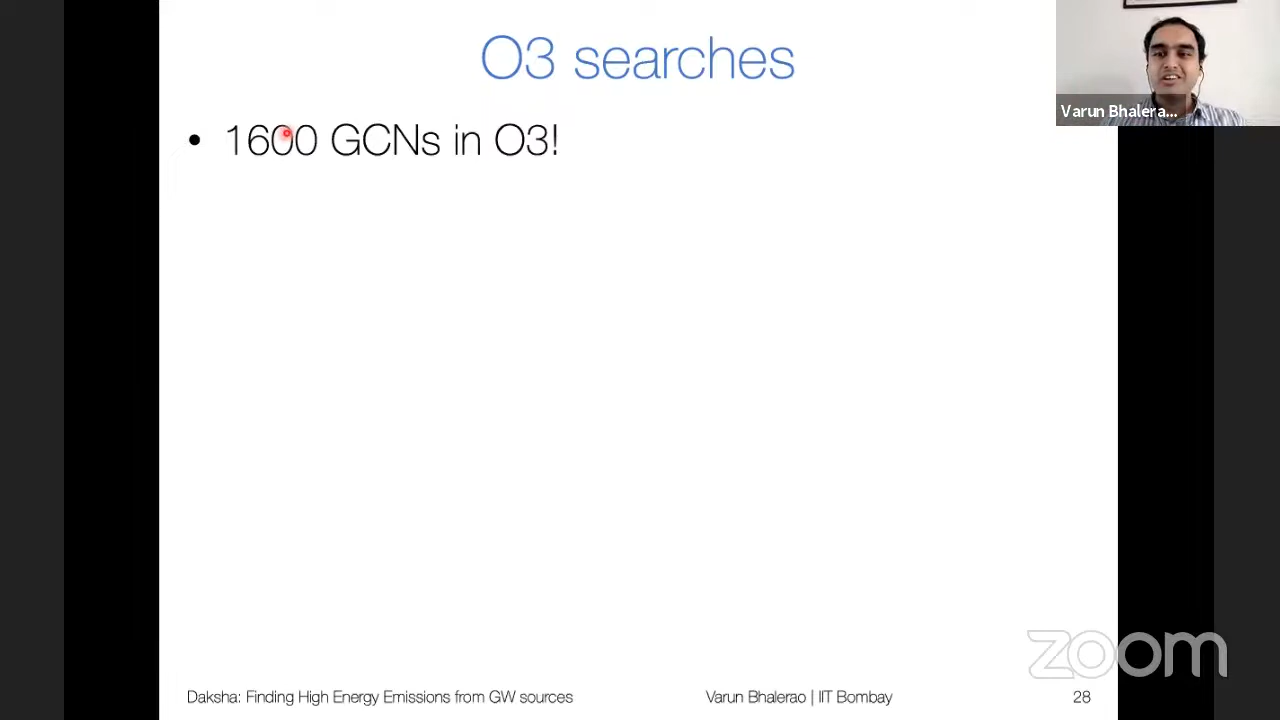 O3 searches
Varun Bhalera...
• 1600 GCNs in O3!
zoom
Daksha: Finding High Energy Emissions from GW sources
Varun Bhalerao | IIT Bombay
28